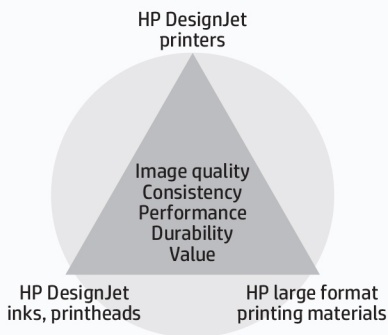 HP DesignJet
printers
Image quality
Consistency
Performance
Durability
Value
HP DesignJet
inks, printheads
HP large format
printing materials